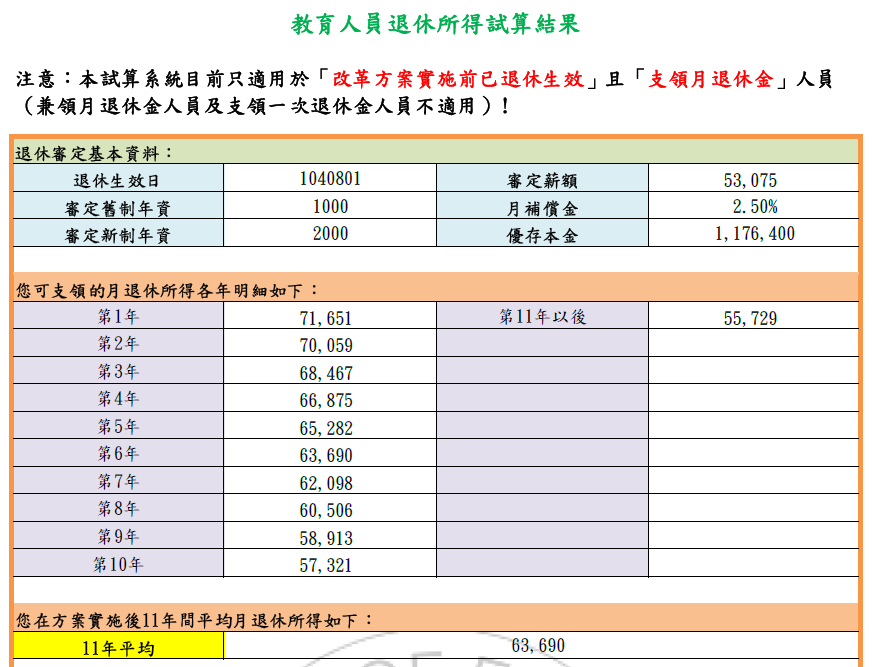 教育人員退休所得試算結果
注意：本試算系統目前只適用於「改革方案實施前已退休生效」且「支領月退休金」人員
（兼領月退休金人員及支領一次退休金人員不適用）！
退休審定基本資料：
退休生效日 1040801 審定薪額 53,075
審定舊制年資 1000 月補償金 2.50%
審定新制年資 2000 優存本金 1,176,400
您可支領的月退休所得各年明細如下：
第1年 71,651 第11年以後 55,729
第2年 70,059
第3年 68,467
第4年 66,875
第5年 65,282
第6年 63,690
第7年 62,098
第8年 60,506
第9年 58,913
第10年 57,321
您在方案實施後11年間平均月退休所得如下：
11年平均 63,690